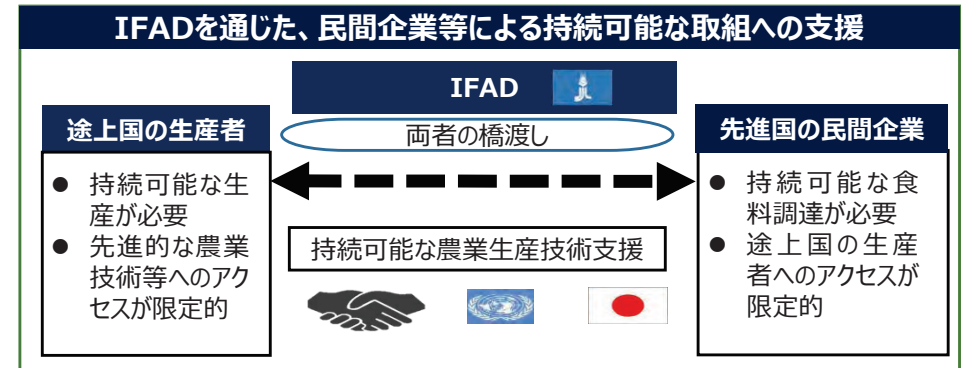 IFADを通じた、民間企業等による持続可能な取組への支援
IFAD
両者の橋渡し
途上国の生産者
● 持続可能な生
産が必要
● 先進的な農業
技術等へのアク
セスが限定的
持続可能な農業生産技術支援
先進国の民間企業
● 持続可能な食
料調達が必要
● 途上国の生産
者へのアクセスが
限定的